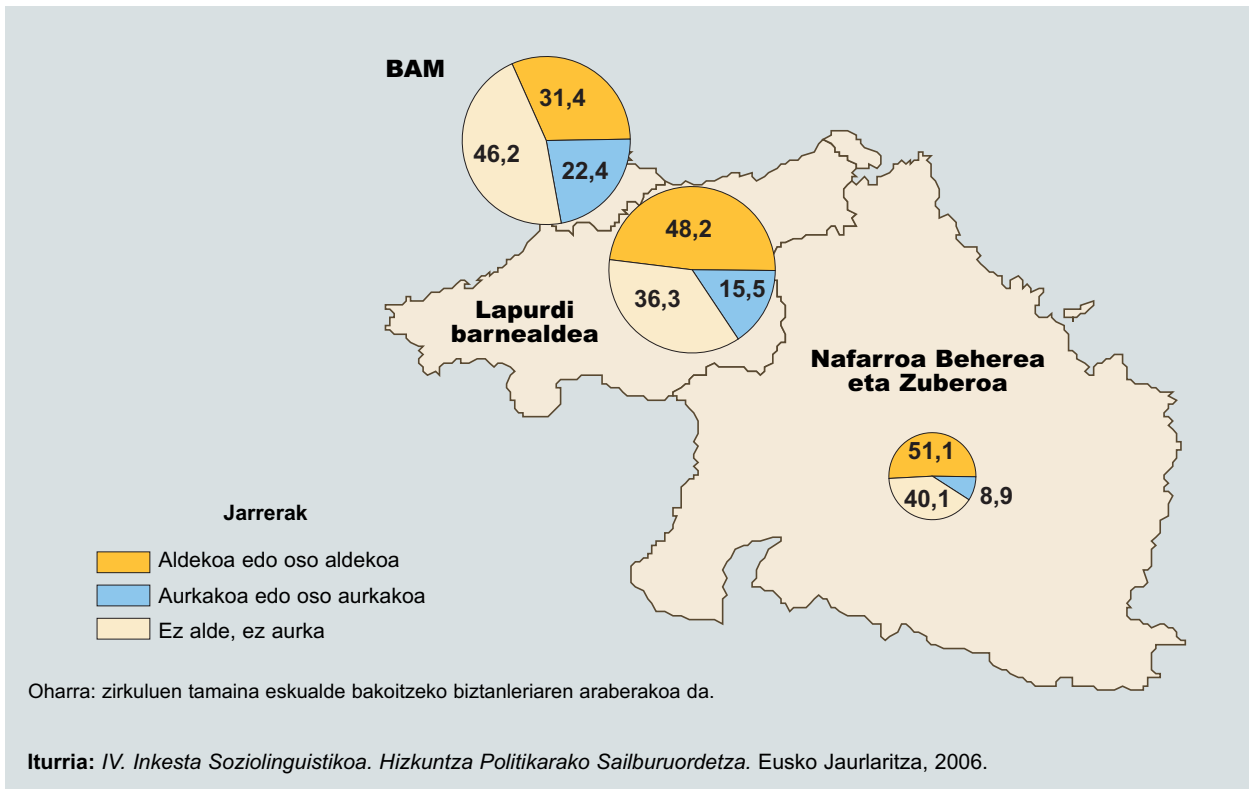 BAM
31,4
46,2
22,4
48,2
36,3
15,5
Lapurdi
barnealdea
Nafarroa Beherea
eta Zuberoa
51,1
40,1
8,9
Jarrerak
Aldekoa edo oso aldekoa
Aurkakoa edo oso aurkakoa
Ez alde, ez aurka
Oharra: zirkuluen tamaina eskualde bakoitzeko biztanleriaren araberakoa da.
Iturria: IV. Inkesta Soziolinguistikoa. Hizkuntza Politikarako Sailburuordetza. Eusko Jaurlaritza, 2006.